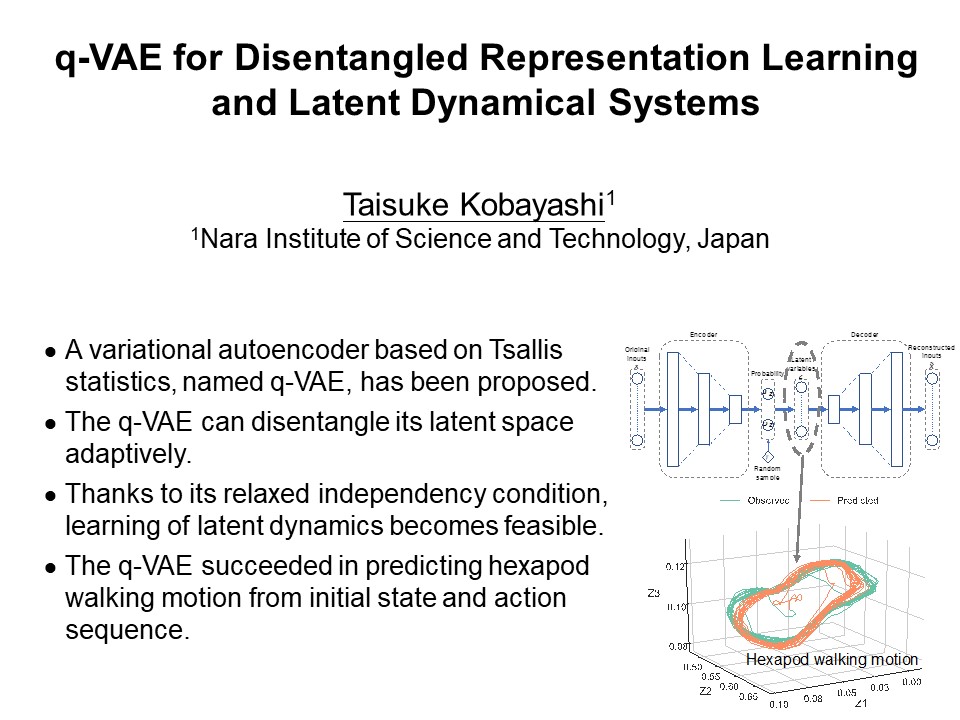 q-VAE for Disentangled Representation Learning
and Latent Dynamical Systems
Taisuke Kobayashi¹
¹Nara Institute of Science and Technology, Japan
● A variational autoencoder based on Tsallis
statistics, named q-VAE, has been proposed.
● The q-VAE can disentangle its latent space
adaptively.
● Thanks to its relaxed independency condition,
learning of latent dynamics becomes feasible.
● The q-VAE succeeded in predicting hexapod
walking motion from initial state and action
sequence.
Encoder
Decoder
Original
inputs
Probability
Latent
variables
Reconstructed
inputs
Random
sample
Observed
Predicted
Z3
0.12
0.10
0.08
Z2
0.50
0.55
0.60
0.65
Hexapod walking motion
0.10
0.08
0.05
0.03
0.00
Z1